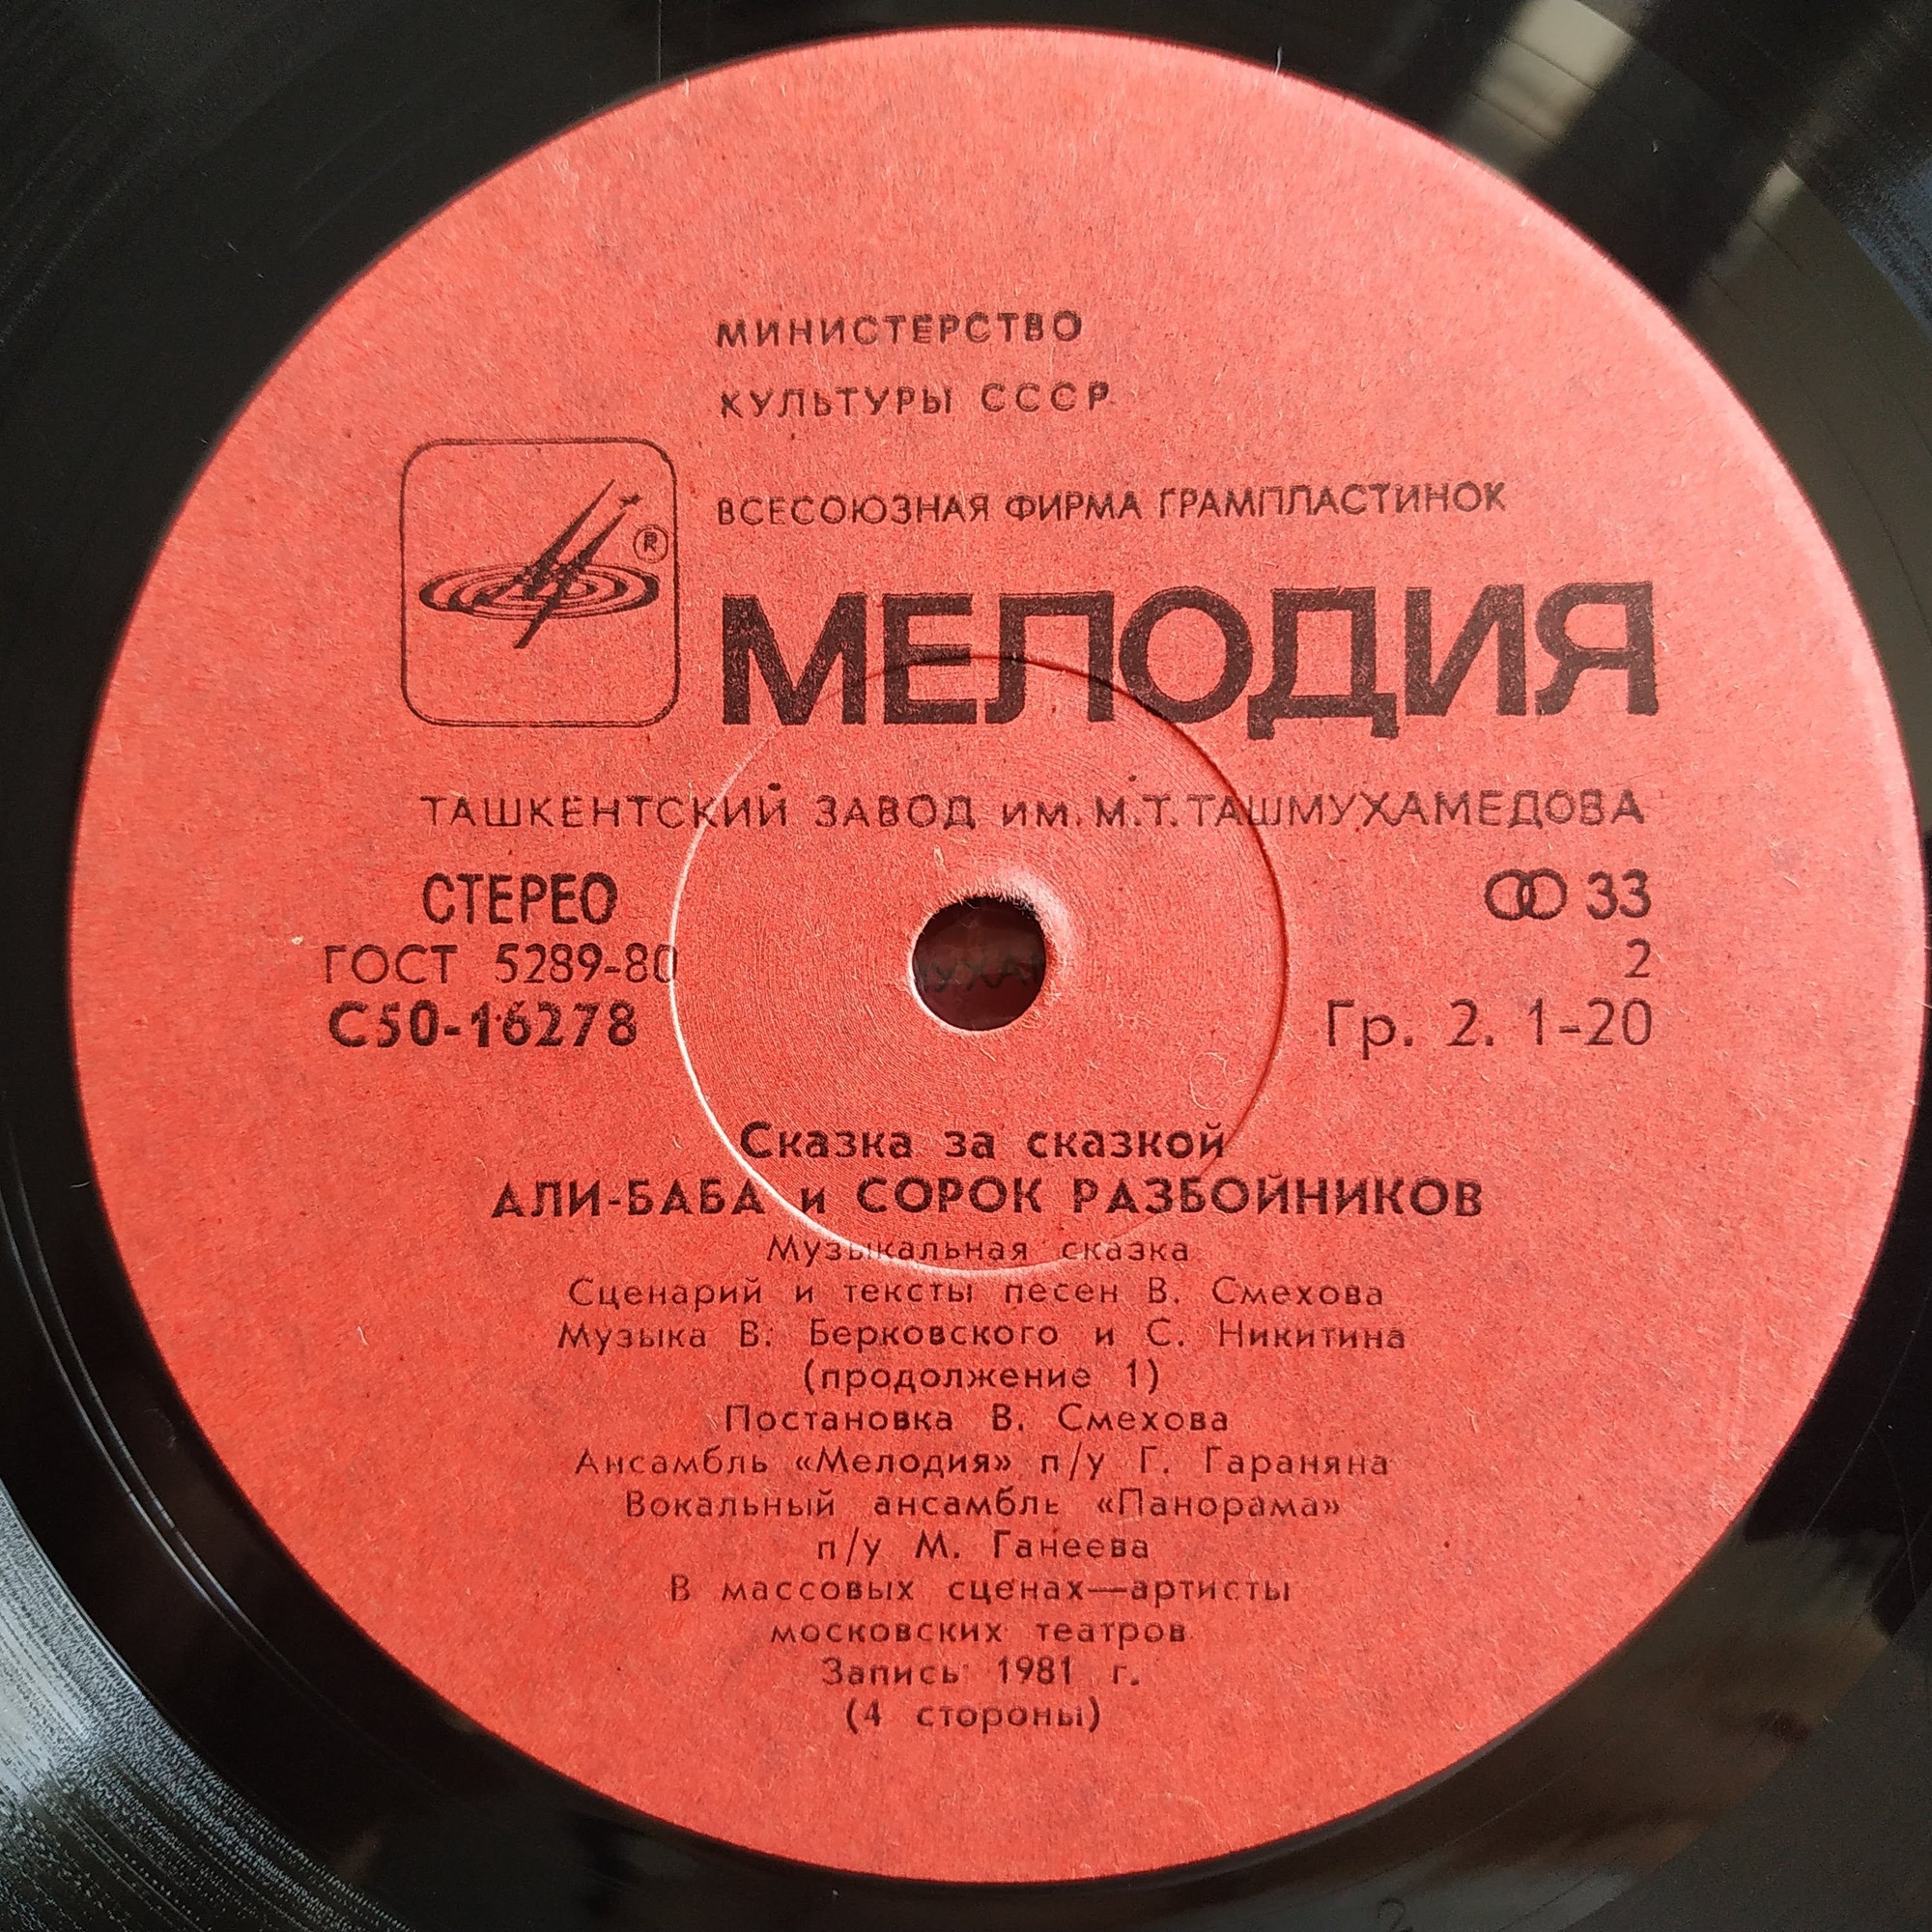 МИНИСТЕРСТВО
КУЛЬТУРЫ СССР
ВСЕСОЮЗНАЯ ФИРМА ГРАМПЛАСТИНОК
®
МЕЛОДИЯ
ТАШКЕНТСКИЙ ЗАВОД им. М.Т. ТАШМУХАМЕДОВА
СТЕРЕО 33
ГОСТ 5289-80 2
С50-16278 Гр. 2. 1-20
Сказка за сказкой
АЛИ-БАБА и СОРОК РАЗБОЙНИКОВ
Музыкальная сказка
Сценарий и тексты песен В. Смехова
Музыка В. Берковского и С. Никитина
(продолжение 1)
Постановка В. Смехова
Ансамбль «Мелодия» п/у Г. Гараняна
Вокальный ансамбль «Панорама»
п/у М. Ганеева
В массовых сценах—артисты
московских театров
Запись 1981 г.
(4 стороны)